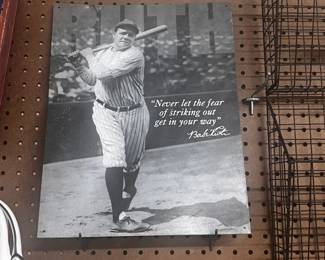 RUTH
"Never let the fear
of striking out
get in your way"
Babe Ruth